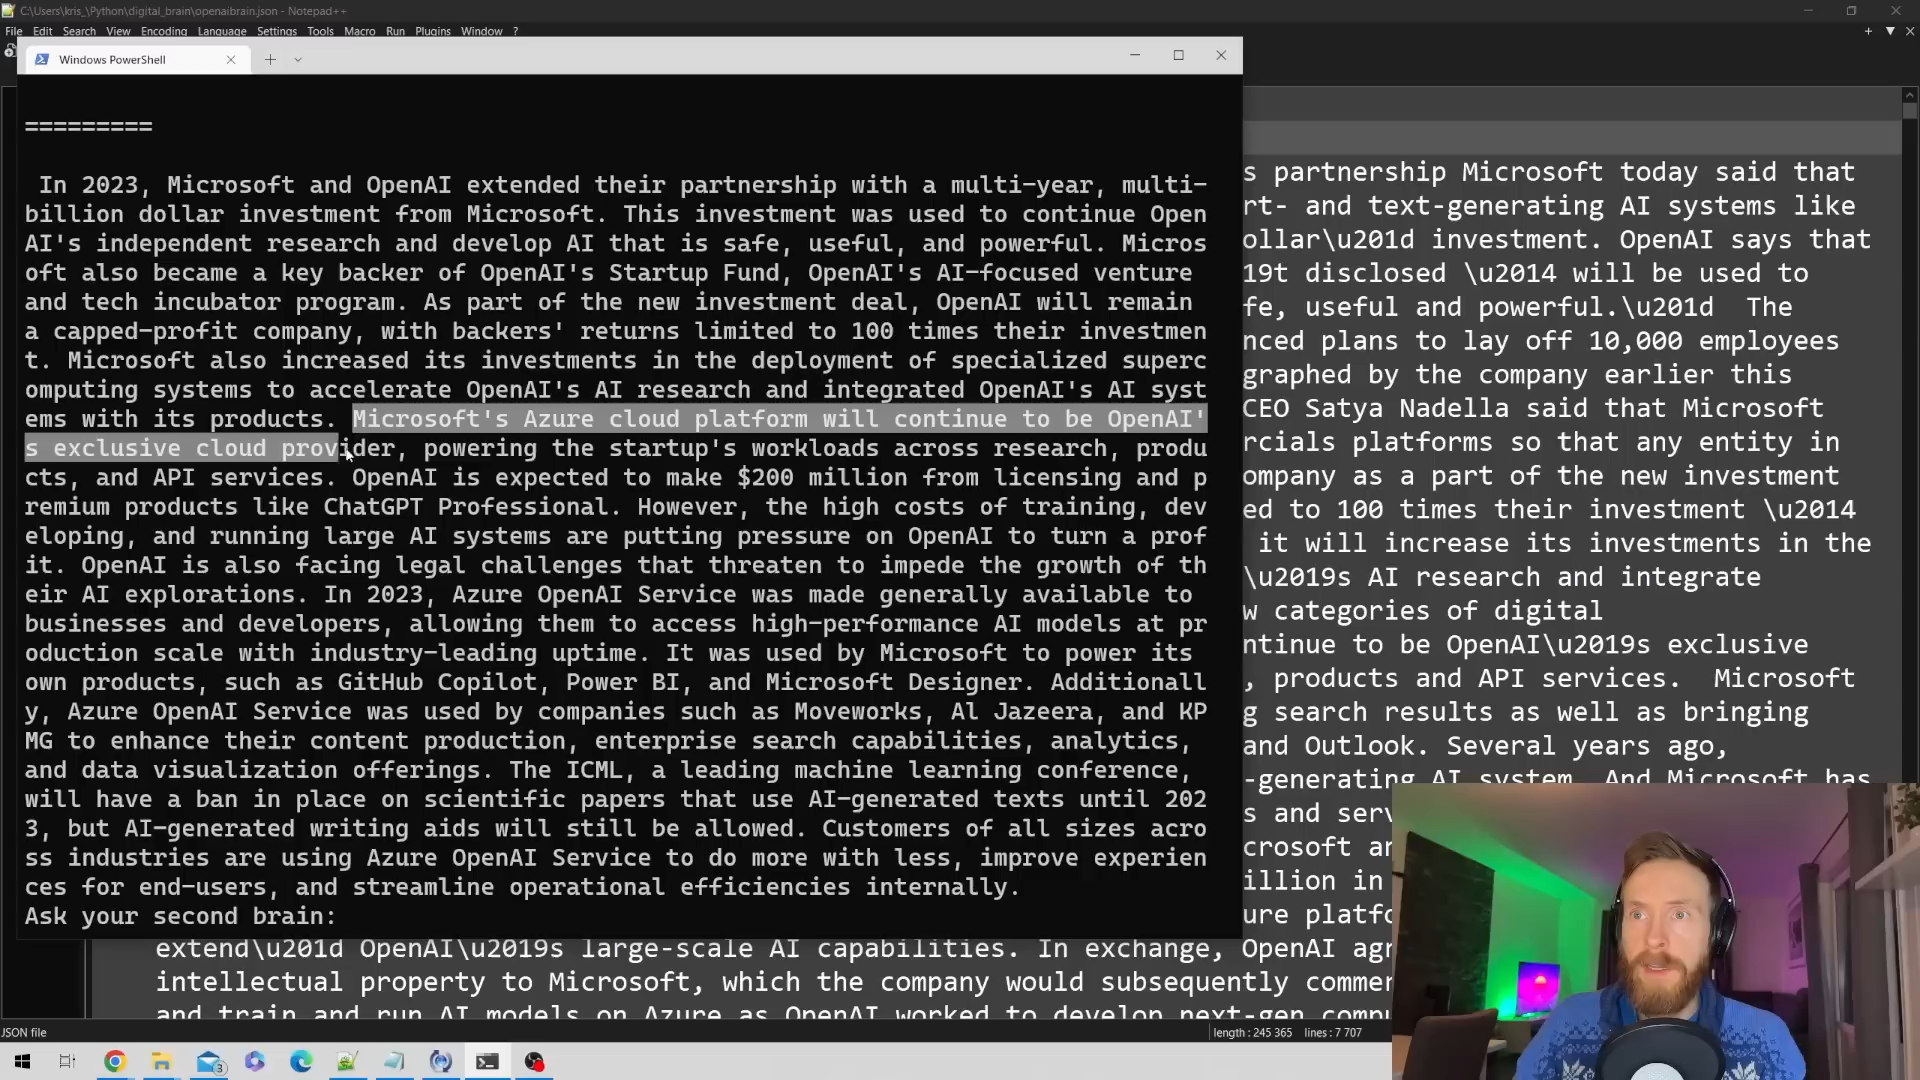 C:\Users\kris_\Python\digital_brain\openaibrain.json - Notepad++
File Edit Search View Encoding Language Settings Tools Macro Run Plugins Window ?
Windows PowerShell
=========
In 2023, Microsoft and OpenAI extended their partnership with a multi-year, multi-
billion dollar investment from Microsoft. This investment was used to continue Open
AI's independent research and develop AI that is safe, useful, and powerful. Micros
oft also became a key backer of OpenAI's Startup Fund, OpenAI's AI-focused venture
and tech incubator program. As part of the new investment deal, OpenAI will remain
a capped-profit company, with backers' returns limited to 100 times their investmen
t. Microsoft also increased its investments in the deployment of specialized superc
omputing systems to accelerate OpenAI's AI research and integrated OpenAI's AI syst
ems with its products. Microsoft's Azure cloud platform will continue to be OpenAI'
s exclusive cloud provider, powering the startup's workloads across research, produ
cts, and API services. OpenAI is expected to make $200 million from licensing and p
remium products like ChatGPT Professional. However, the high costs of training, dev
eloping, and running large AI systems are putting pressure on OpenAI to turn a prof
it. OpenAI is also facing legal challenges that threaten to impede the growth of th
eir AI explorations. In 2023, Azure OpenAI Service was made generally available to
businesses and developers, allowing them to access high-performance AI models at pr
oduction scale with industry-leading uptime. It was used by Microsoft to power its
own products, such as GitHub Copilot, Power BI, and Microsoft Designer. Additionall
y, Azure OpenAI Service was used by companies such as Moveworks, Al Jazeera, and KP
MG to enhance their content production, enterprise search capabilities, analytics,
and data visualization offerings. The ICML, a leading machine learning conference,
will have a ban in place on scientific papers that use AI-generated texts until 202
3, but AI-generated writing aids will still be allowed. Customers of all sizes acro
ss industries are using Azure OpenAI Service to do more with less, improve experien
ces for end-users, and streamline operational efficiencies internally.
Ask your second brain:
s partnership Microsoft today said that
rt- and text-generating AI systems like
ollar\u201d investment. OpenAI says that
19t disclosed \u2014 will be used to
fe, useful and powerful.\u201d The
nced plans to lay off 10,000 employees
graphed by the company earlier this
CEO Satya Nadella said that Microsoft
rcials platforms so that any entity in
ompany as a part of the new investment
ed to 100 times their investment \u2014
it will increase its investments in the
\u2019s AI research and integrate
w categories of digital
ntinue to be OpenAI\u2019s exclusive
, products and API services. Microsoft
g search results as well as bringing
and Outlook. Several years ago,
-generating AI system. And Microsoft has
s and serv
crosoft an
illion in
ure platfo
extend\u201d OpenAI\u2019s large-scale AI capabilities. In exchange, OpenAI agr
intellectual property to Microsoft, which the company would subsequently commer
and train and run AI models on Azure as OpenAI worked to develop next-gen compu
JSON file
length : 245 365 lines : 7 707
3